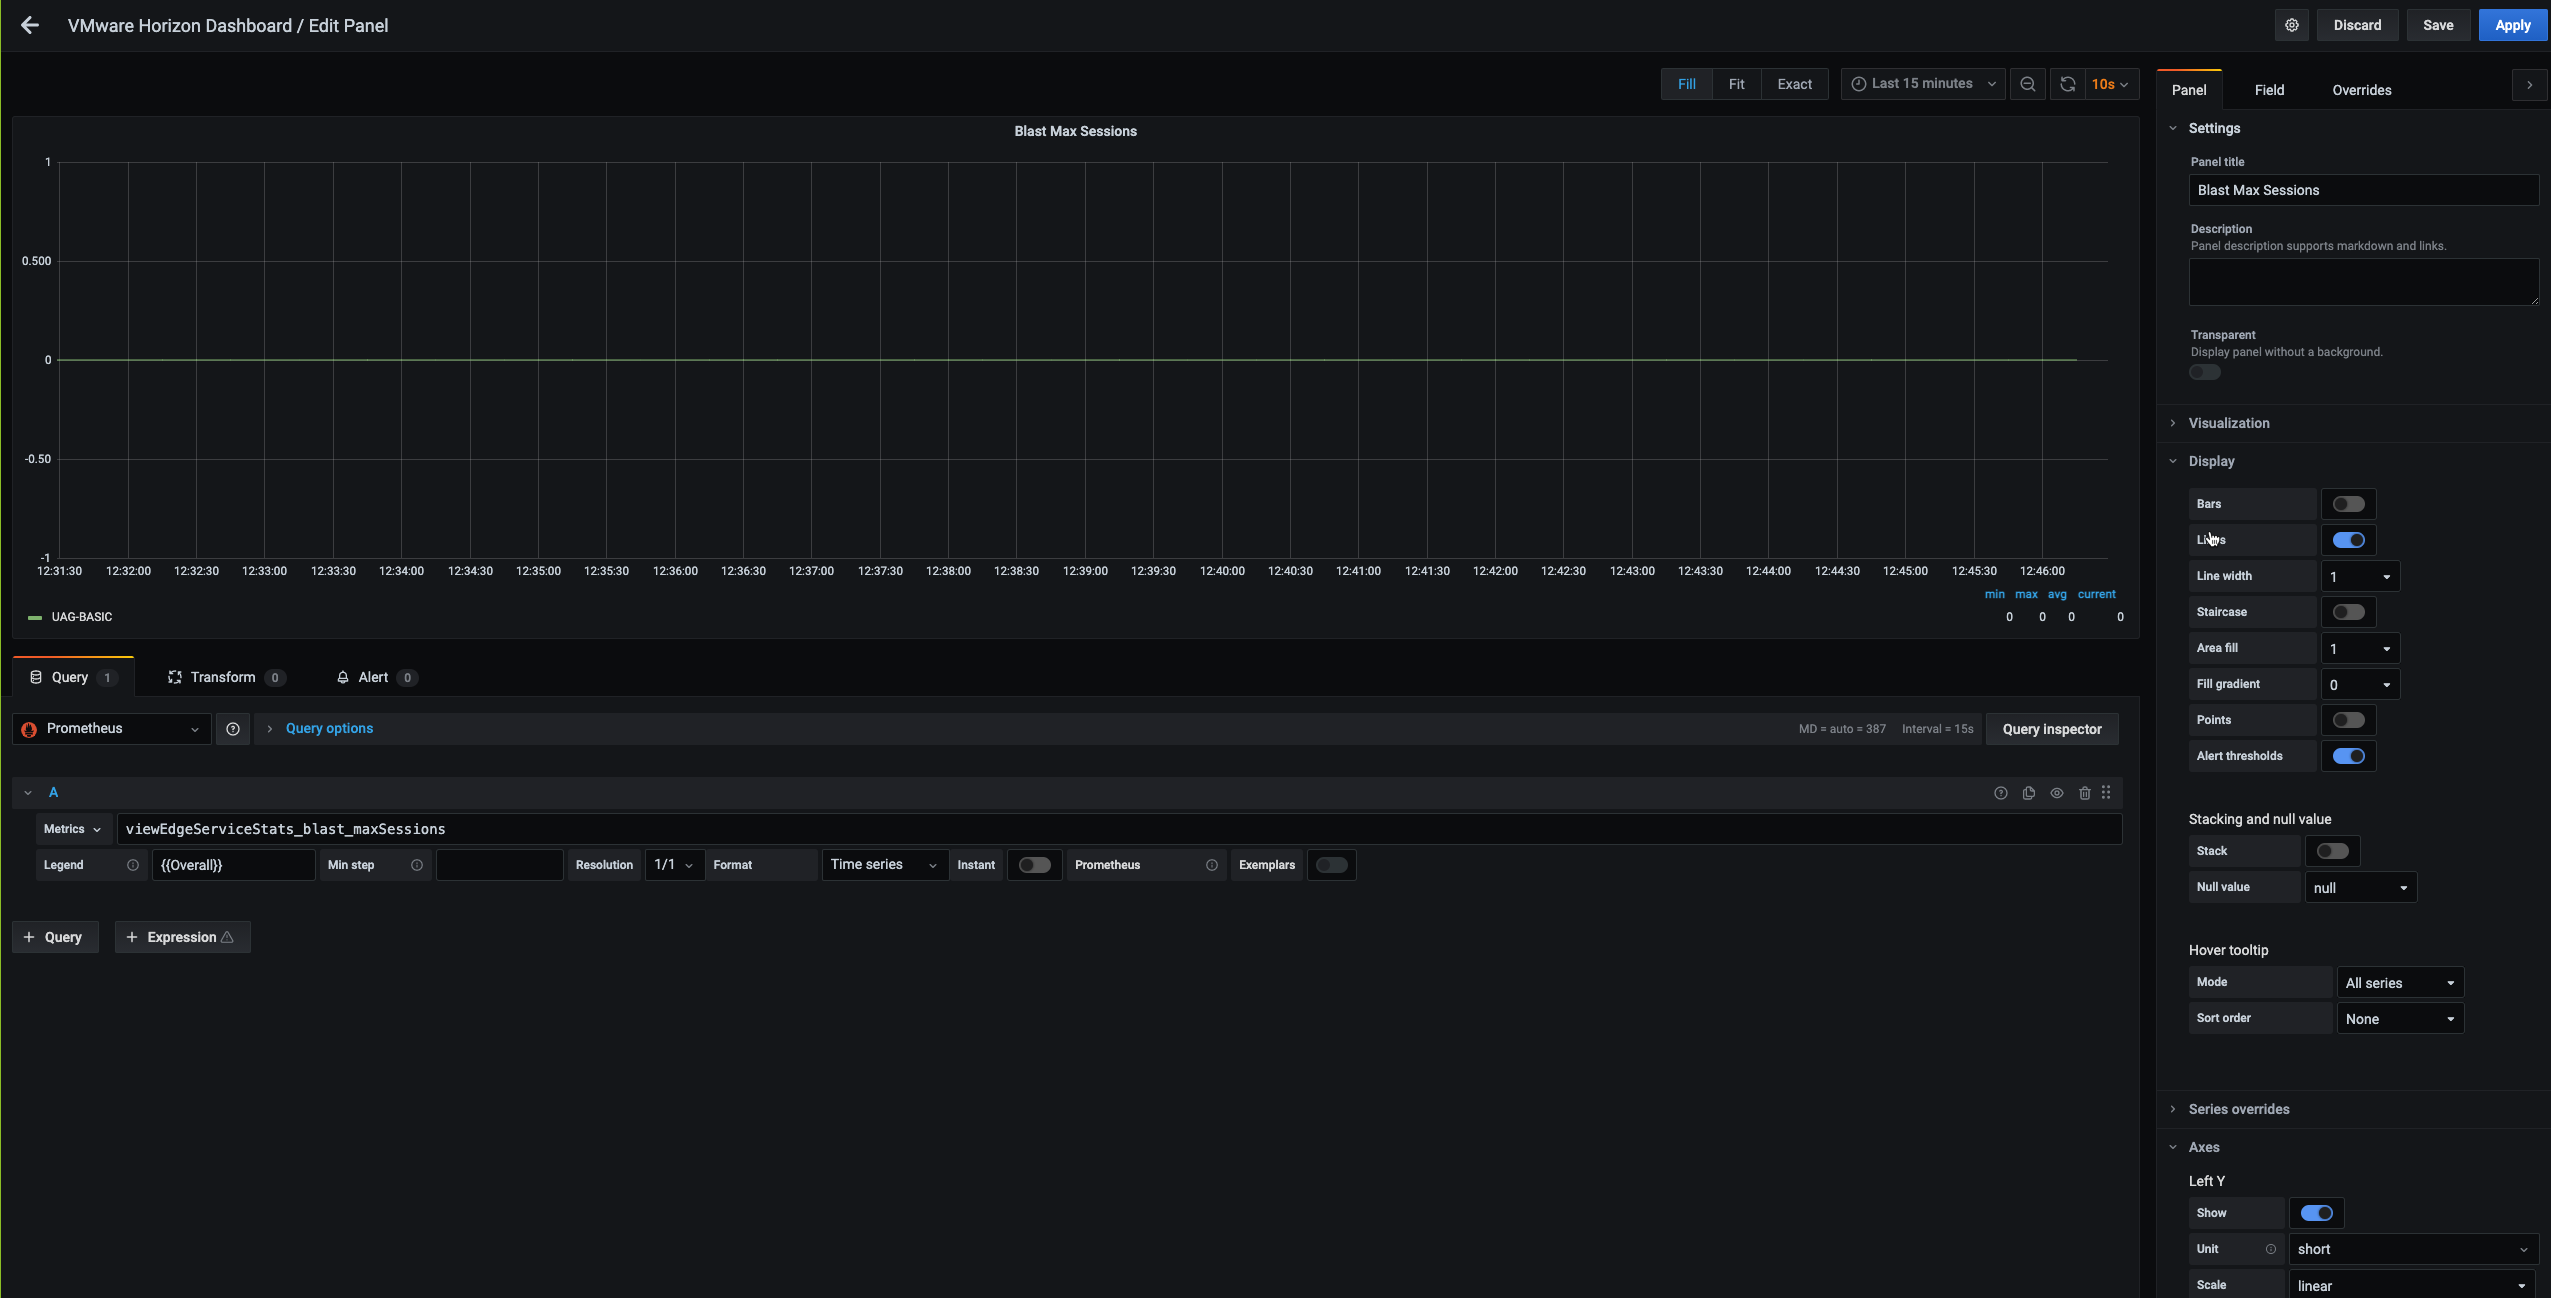 VMware Horizon Dashboard / Edit Panel
Discard
Save
Apply
Fill
Fit
Exact
Last 15 minutes
10s
Blast Max Sessions
1
0.500
0
-0.50
-1
12:31:30 12:32:00 12:32:30 12:33:00 12:33:30 12:34:00 12:34:30 12:35:00 12:35:30 12:36:00 12:36:30 12:37:00 12:37:30 12:38:00 12:38:30 12:39:00 12:39:30 12:40:00 12:40:30 12:41:00 12:41:30 12:42:00 12:42:30 12:43:00 12:43:30 12:44:00 12:44:30 12:45:00 12:45:30 12:46:00
min max avg current
UAG-BASIC 0 0 0 0
Query 1
Transform 0
Alert 0
Prometheus
Query options
MD = auto = 387 Interval = 15s
Query inspector
A
Metrics
viewEdgeServiceStats_blast_maxSessions
Legend {{Overall}} Min step Resolution 1/1 Format Time series Instant Prometheus Exemplars
+ Query
+ Expression
Panel
Field
Overrides
Settings
Panel title
Blast Max Sessions
Description
Panel description supports markdown and links.
Transparent
Display panel without a background.
Visualization
Display
Bars
Line width 1
Staircase
Area fill 1
Fill gradient 0
Points
Alert thresholds
Stacking and null value
Stack
Null value null
Hover tooltip
Mode All series
Sort order None
Series overrides
Axes
Left Y
Show
Unit short
Scale linear